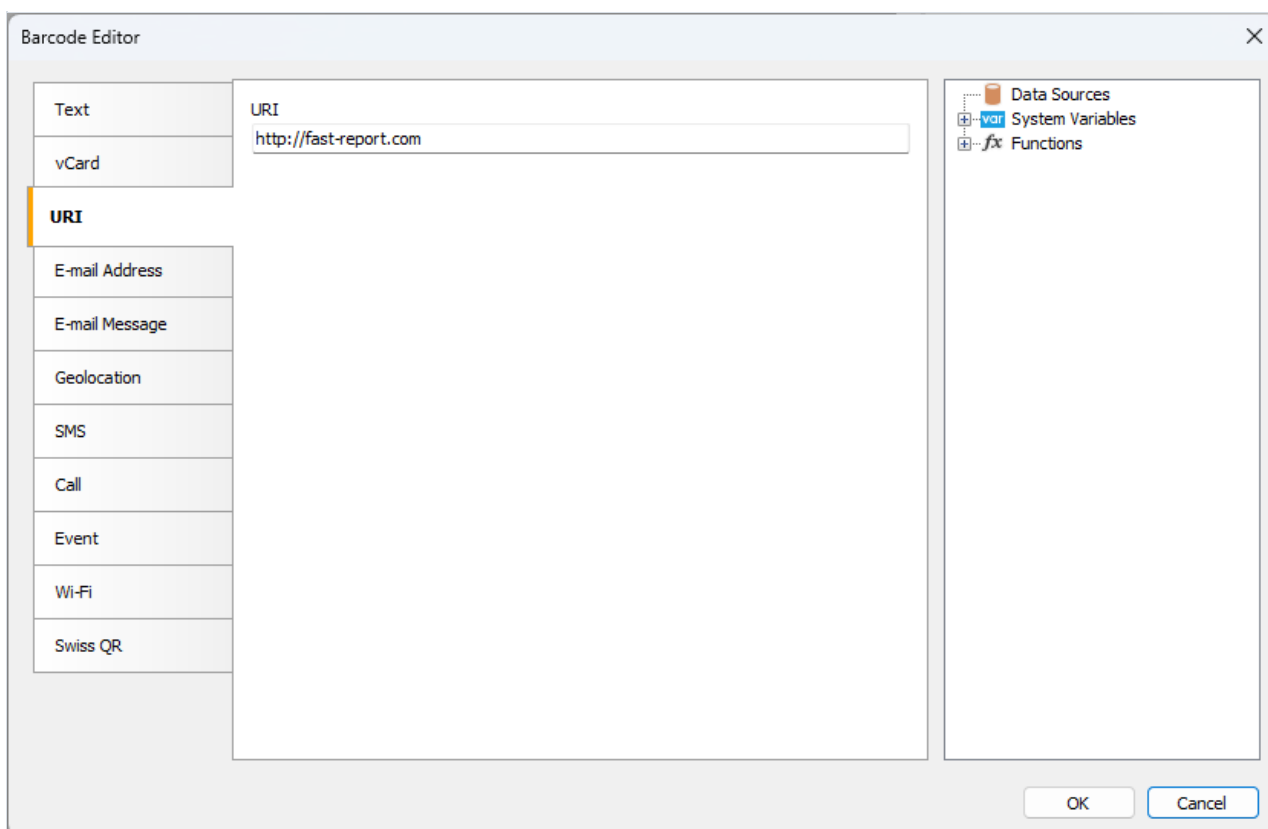 Barcode Editor
Text
vCard
URI
E-mail Address
E-mail Message
Geolocation
SMS
Call
Event
Wi-Fi
Swiss QR
URI
http://fast-report.com
Data Sources
var System Variables
fx Functions
OK
Cancel